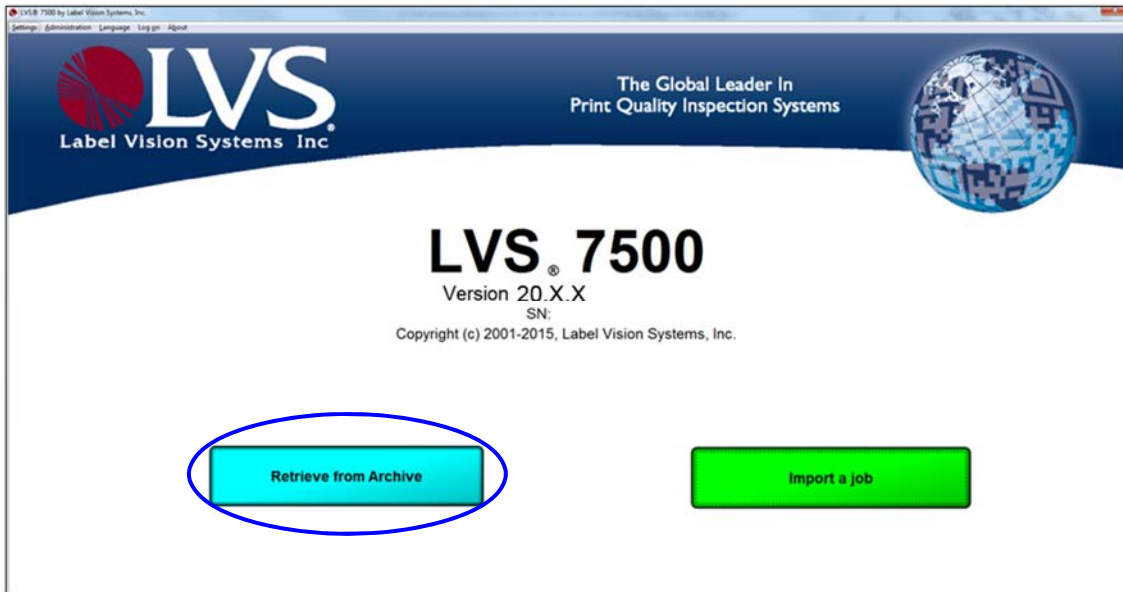 LVS® 7500 by Label Vision Systems, Inc.
Settings Administration Language Log on About
LVS
Label Vision Systems Inc
The Global Leader In
Print Quality Inspection Systems
LVS® 7500
Version 20.X.X
SN:
Copyright (c) 2001-2015, Label Vision Systems, Inc.
Retrieve from Archive
Import a job